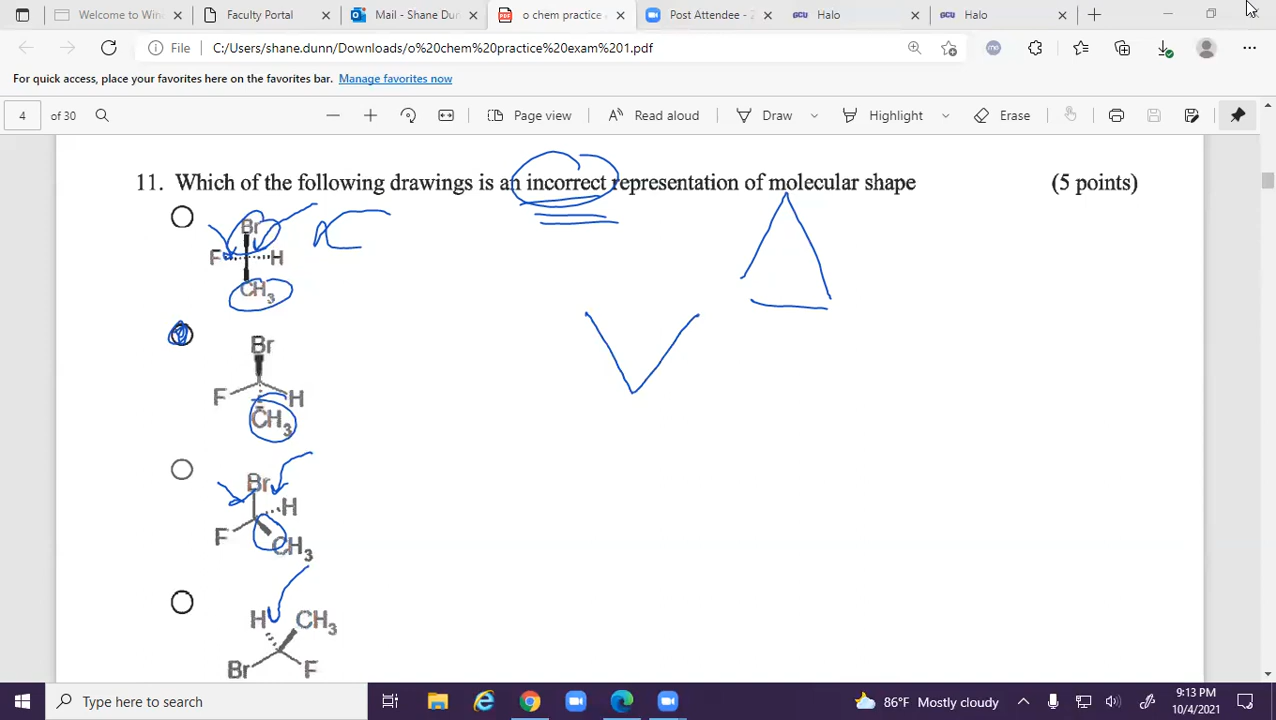 Welcome to Win
Faculty Portal
Mail - Shane Dun
o chem practice e
Post Attendee - Z
GCU Halo
GCU Halo
File C:/Users/shane.dunn/Downloads/o%20chem%20practice%20exam%201.pdf
For quick access, place your favorites here on the favorites bar. Manage favorites now
4 of 30 Page view Read aloud Draw Highlight Erase
11. Which of the following drawings is an incorrect representation of molecular shape (5 points)
Br
F H
CH3
Br
F H
CH3
Br
H
F
CH3
H CH3
Br F
Type here to search
86°F Mostly cloudy
9:13 PM
10/4/2021